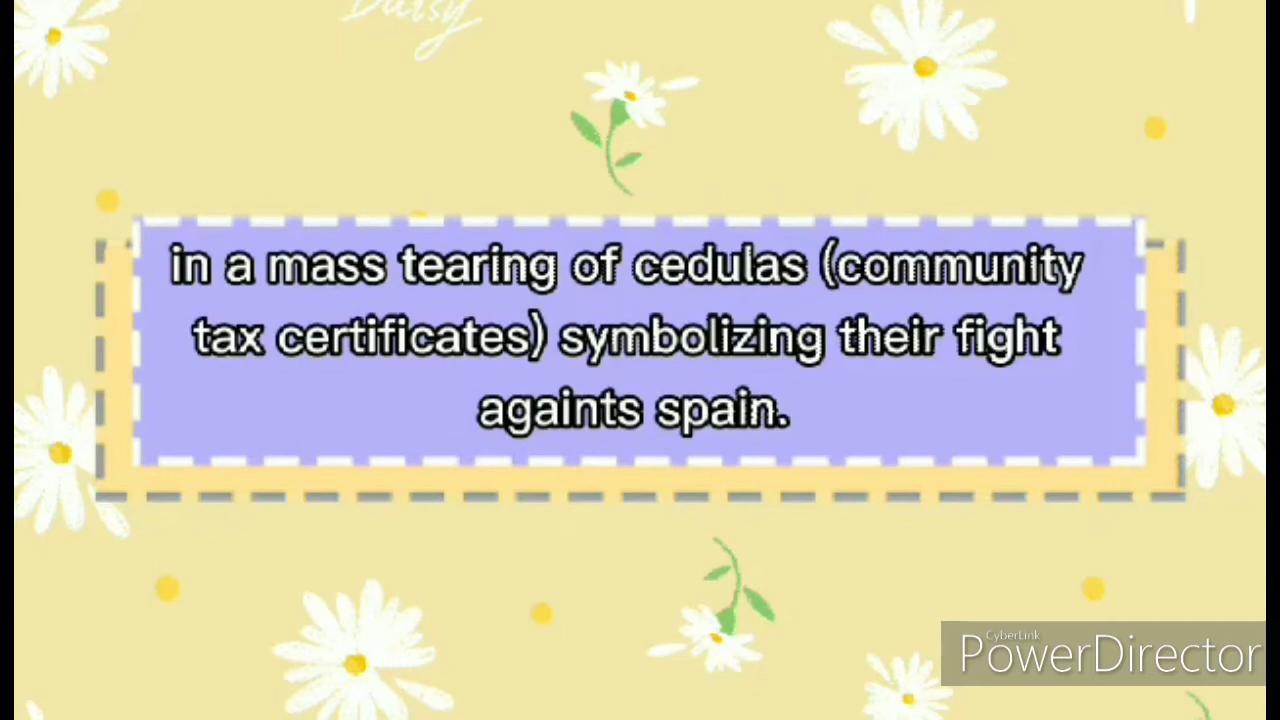 Daisy
in a mass tearing of cedulas (community
tax certificates) symbolizing their fight
againts spain.
CyberLink
PowerDirector